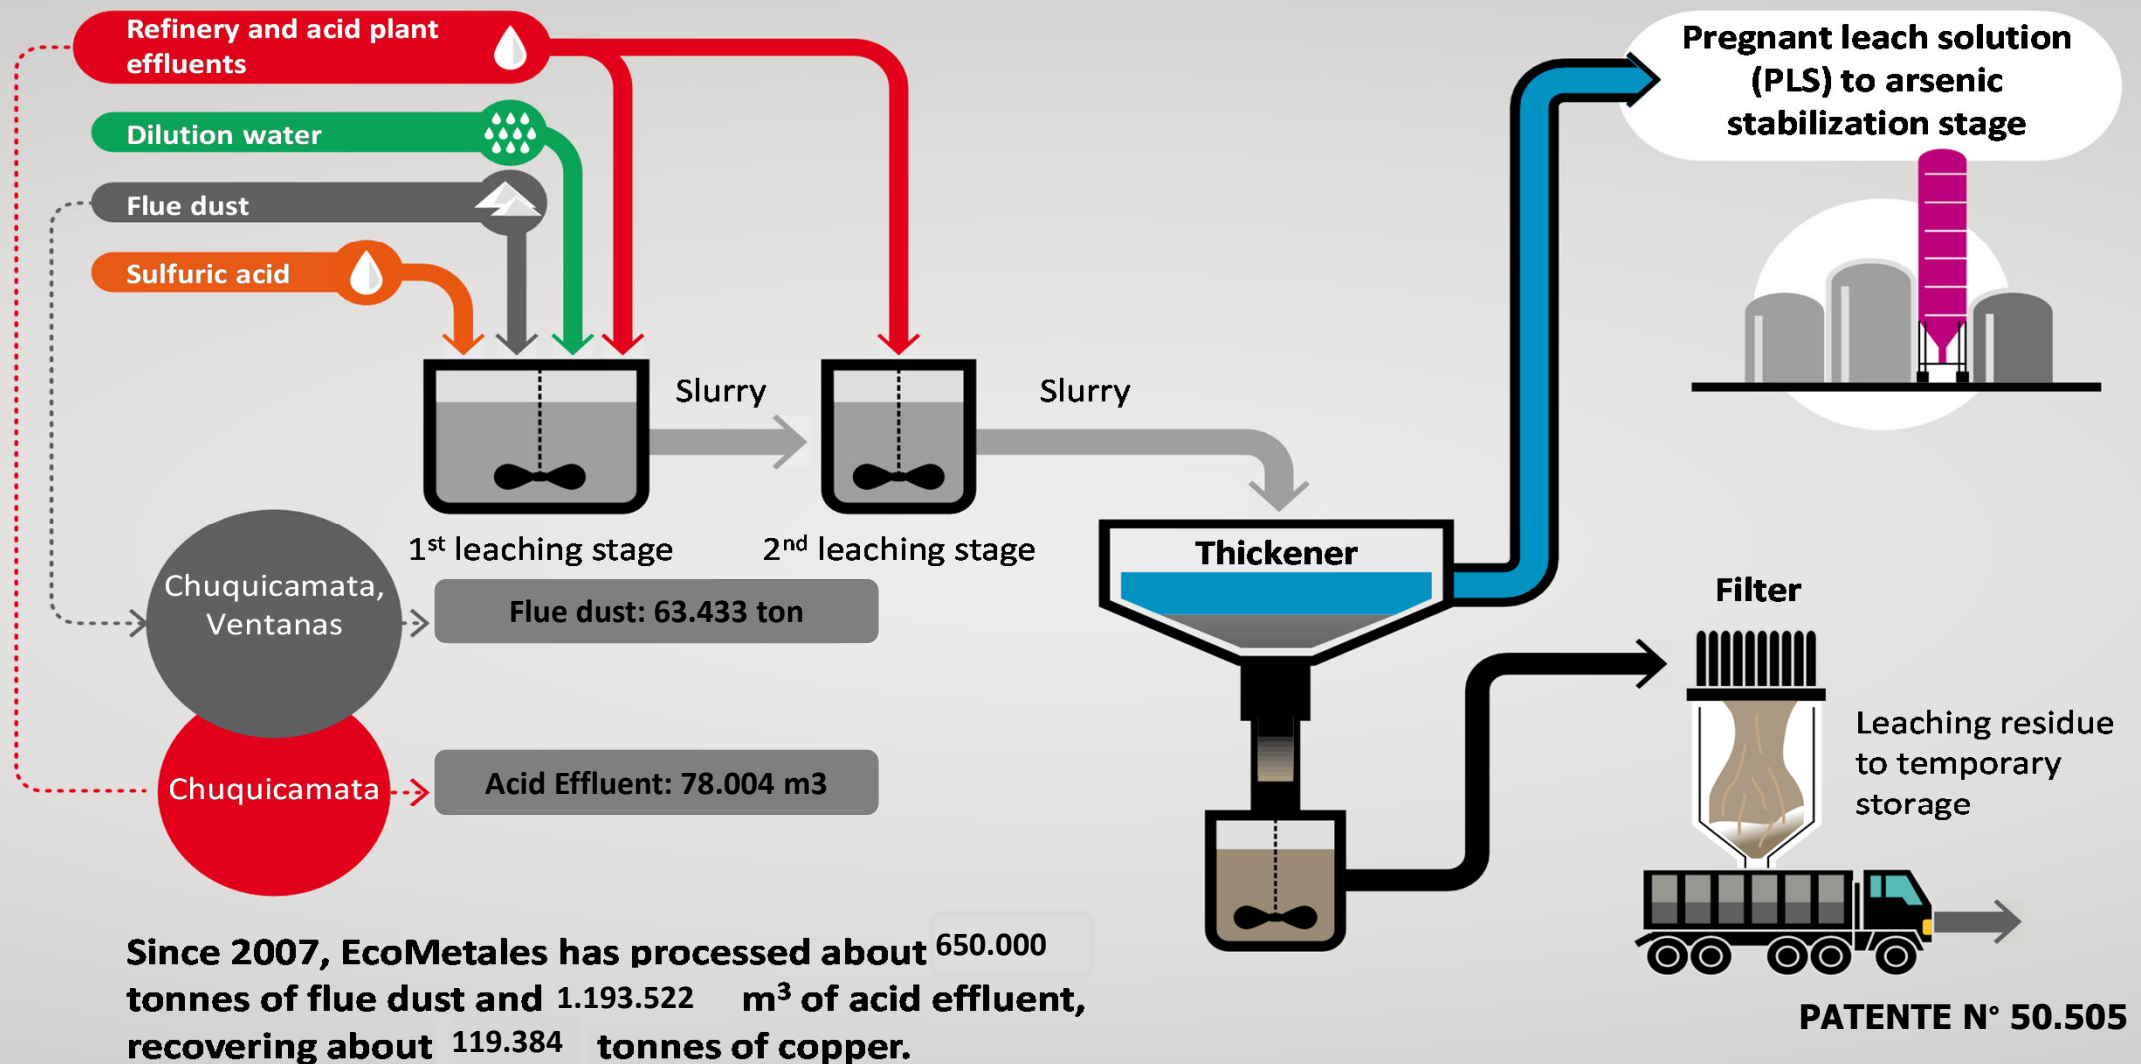 Refinery and acid plant
effluents
Dilution water
Flue dust
Sulfuric acid
Pregnant leach solution
(PLS) to arsenic
stabilization stage
Slurry
Slurry
1st leaching stage
2nd leaching stage
Thickener
Filter
Chuquicamata,
Ventanas
Flue dust: 63.433 ton
Leaching residue
to temporary
storage
Chuquicamata
Acid Effluent: 78.004 m3
Since 2007, EcoMetales has processed about 650.000
tonnes of flue dust and 1.193.522 m³ of acid effluent,
recovering about 119.384 tonnes of copper.
PATENTE N° 50.505